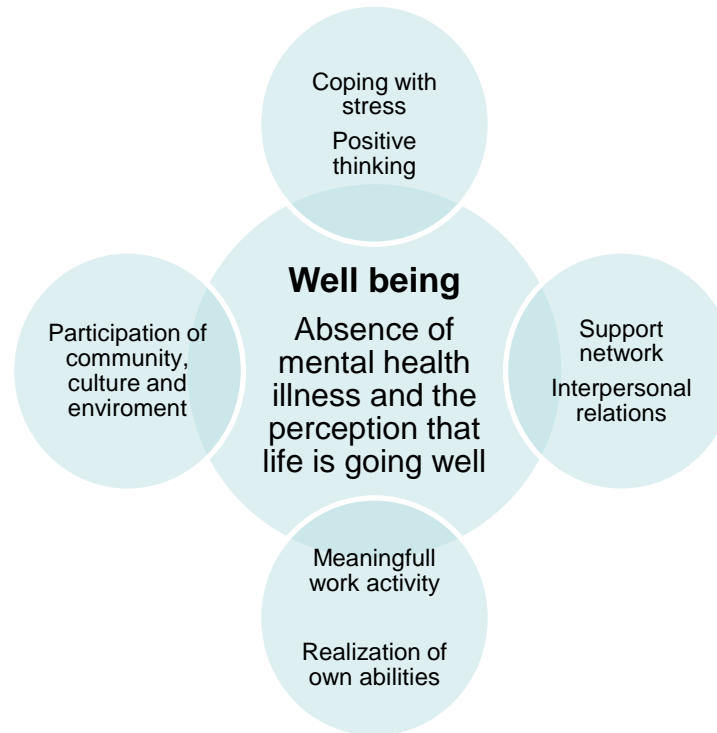 Coping with
stress
Positive
thinking
Well being
Absence of
mental health
illness and the
perception that
life is going well
Participation of
community,
culture and
enviroment
Support
network
Interpersonal
relations
Meaningfull
work activity
Realization of
own abilities